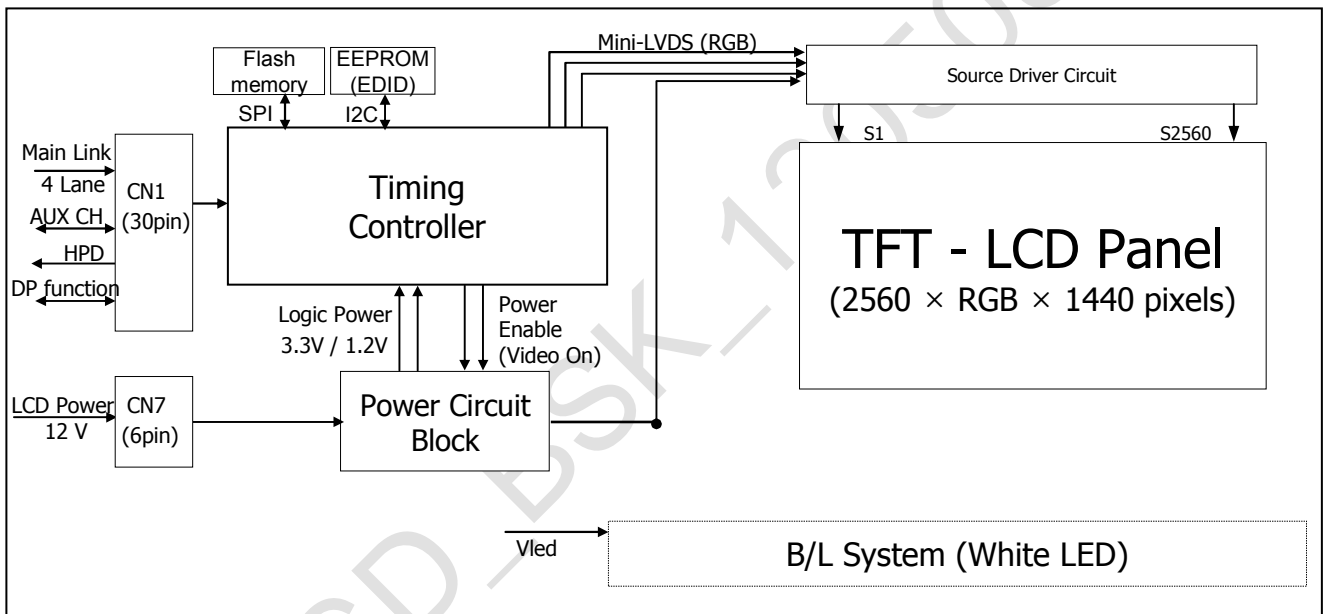 Mini-LVDS (RGB)
Flash
memory
EEPROM
(EDID)
Source Driver Circuit
SPI
I2C
S1
S2560
Main Link
4 Lane
AUX CH
HPD
DP function
CN1
(30pin)
Timing
Controller
TFT - LCD Panel
(2560 × RGB × 1440 pixels)
Logic Power
3.3V / 1.2V
Power
Enable
(Video On)
LCD Power
12 V
CN7
(6pin)
Power Circuit
Block
Vled
B/L System (White LED)